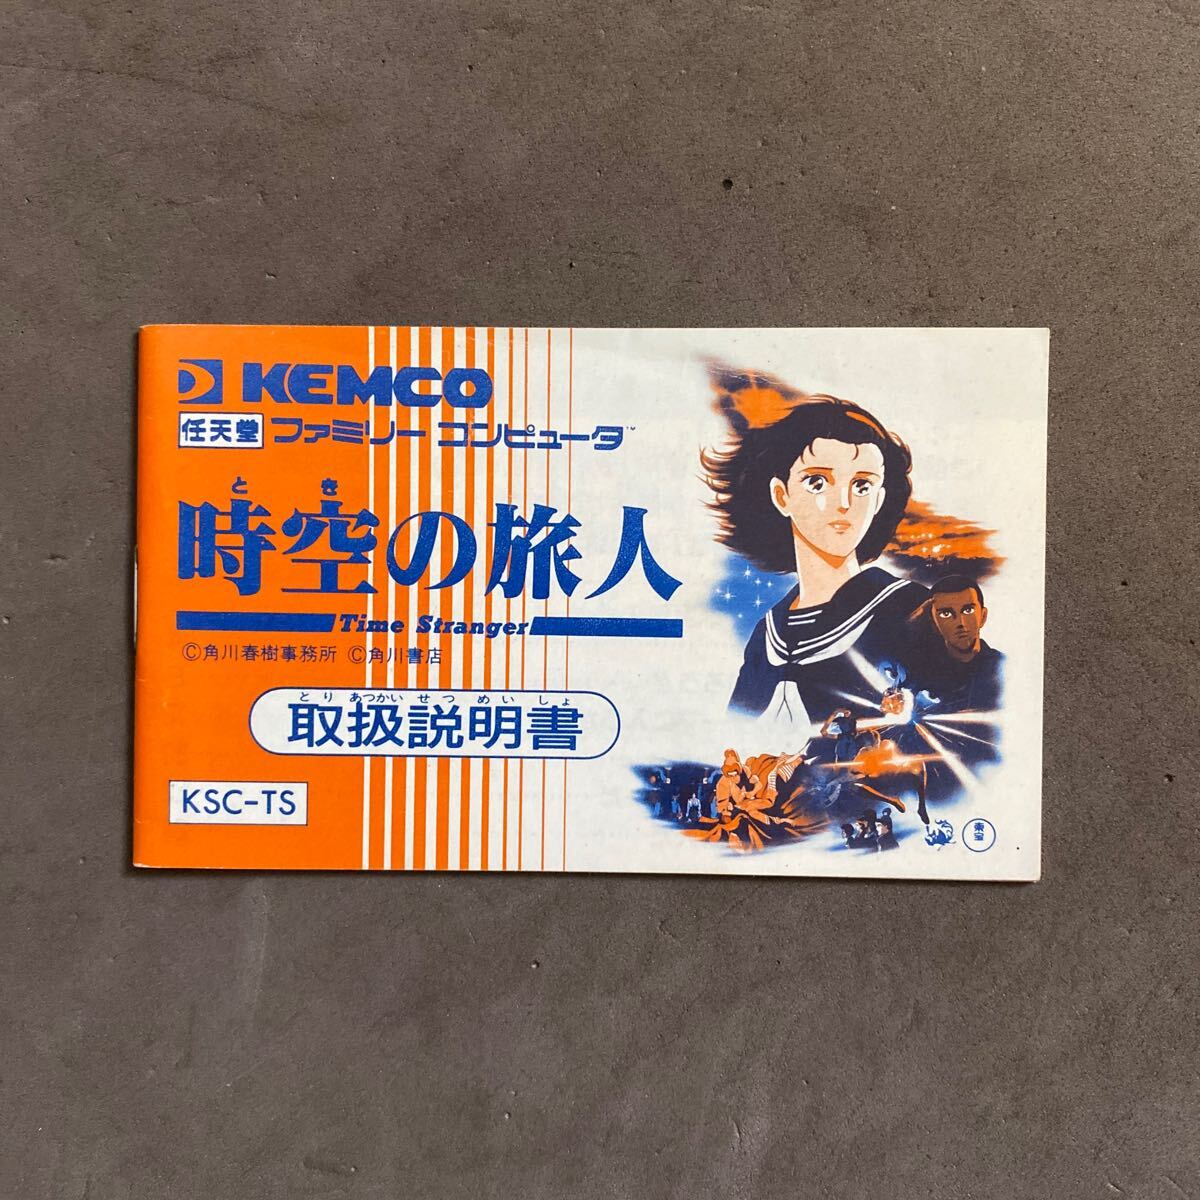 KEMCO
任天堂 ファミリー コンピュータ™
とき
時空の旅人
Time Stranger
©角川春樹事務所 ©角川書店
とり あつかい せつ めい しょ
取扱説明書
KSC-TS
東宝